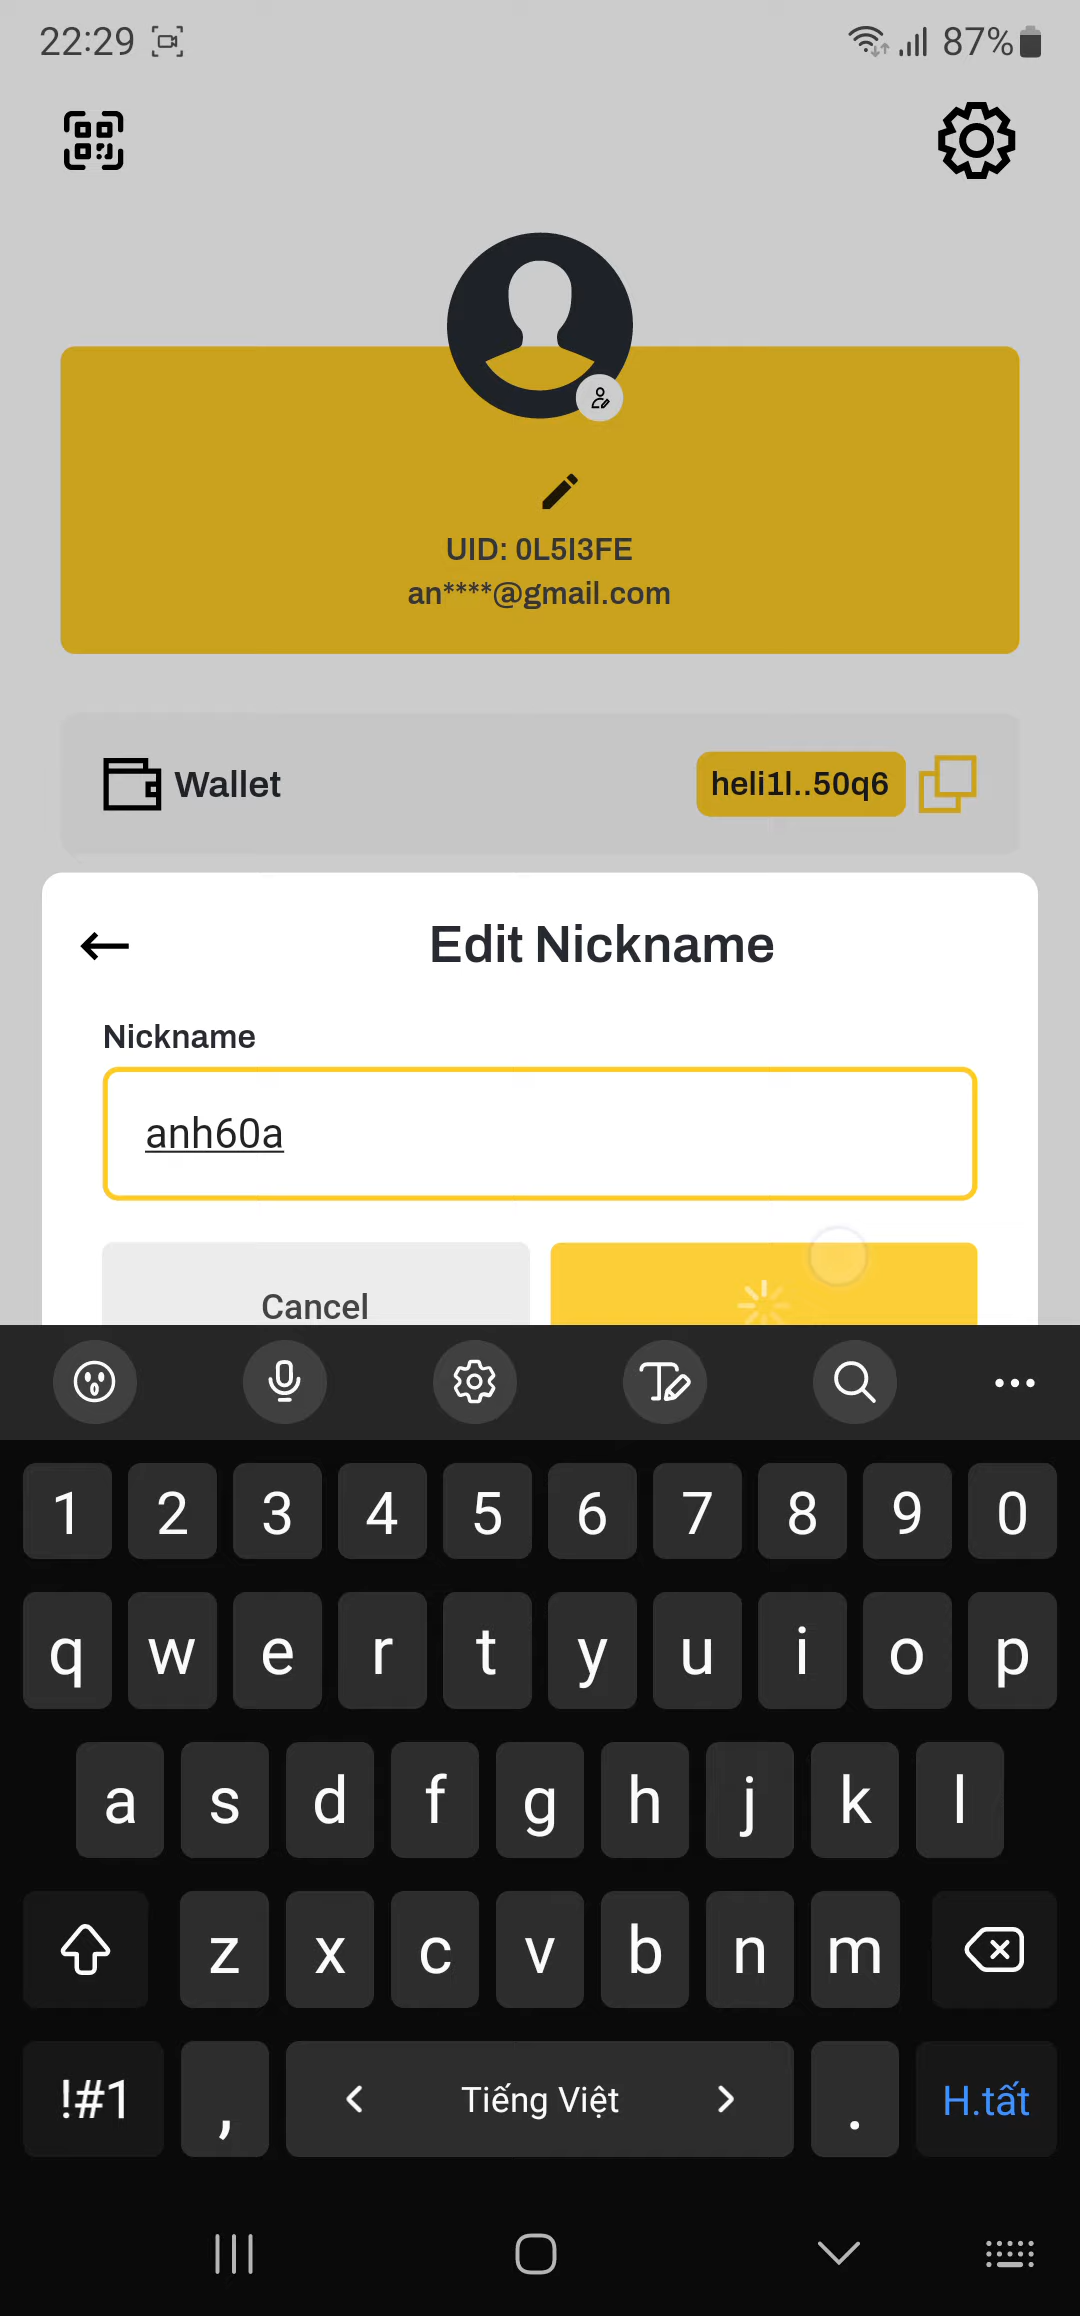 22:29 87%
UID: 0L5I3FE
an****@gmail.com
Wallet heli1l..50q6
Edit Nickname
Nickname
anh60a
Cancel
1 2 3 4 5 6 7 8 9 0
q w e r t y u i o p
a s d f g h j k l
z x c v b n m
!#1 , < Tiếng Việt > . H.tất